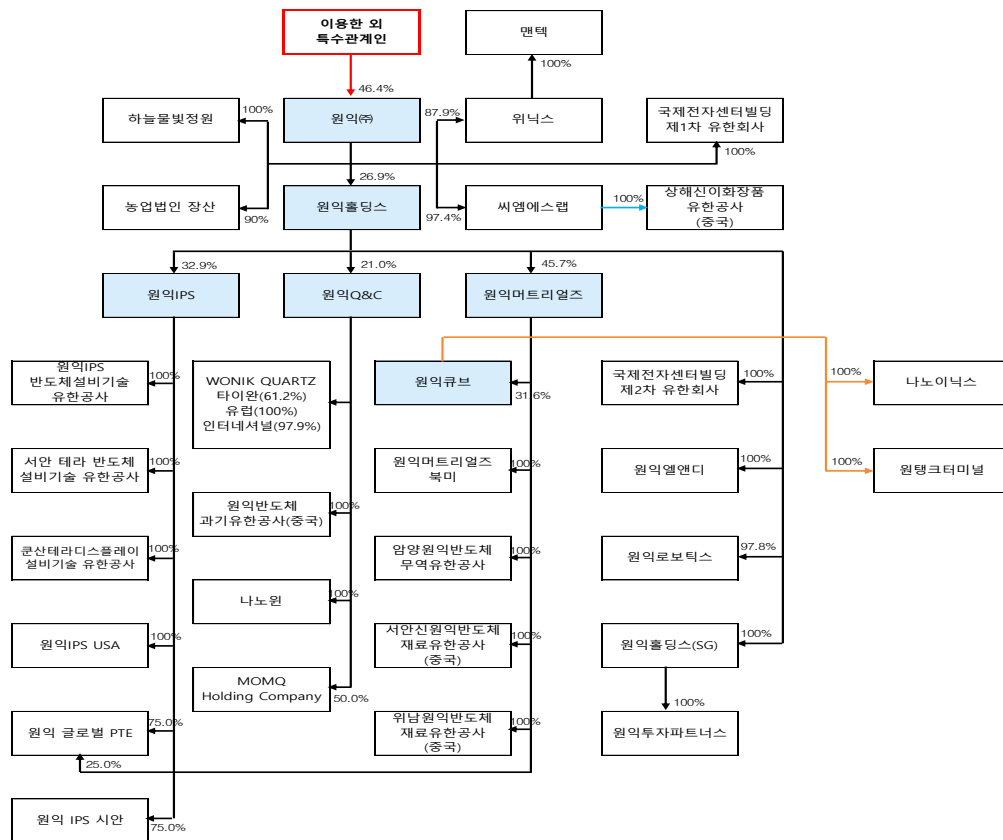 이용한 외
특수관계인
맨텍
100%
46.4%
하늘물빛정원
100%
원익㈜
87.9%
위닉스
국제전자센터빌딩
제1차 유한회사
100%
26.9%
농업법인 장산
90%
원익홀딩스
97.4%
씨엠에스랩
100%
상해신이화장품
유한공사
(중국)
32.9%
21.0%
45.7%
원익IPS
원익Q&C
원익머트리얼즈
원익IPS
반도체설비기술
유한공사
100%
WONIK QUARTZ
타이완(61.2%)
유럽(100%)
인터네셔널(97.9%)
원익큐브
31.6%
국제전자센터빌딩
제2차 유한회사
100%
100%
나노이닉스
서안 테라 반도체
설비기술 유한공사
100%
원익반도체
과기유한공사(중국)
100%
원익머트리얼즈
북미
100%
원익엘앤디
100%
100%
원탱크터미널
쿤산테라디스플레이
설비기술 유한공사
100%
나노윈
100%
암양원익반도체
무역유한공사
100%
원익로보틱스
97.8%
원익IPS USA
100%
MOMQ
Holding Company
50.0%
서안신원익반도체
재료유한공사
(중국)
100%
원익홀딩스(SG)
100%
100%
원익 글로벌 PTE
75.0%
25.0%
위남원익반도체
재료유한공사
(중국)
100%
원익투자파트너스
원익 IPS 시안
75.0%